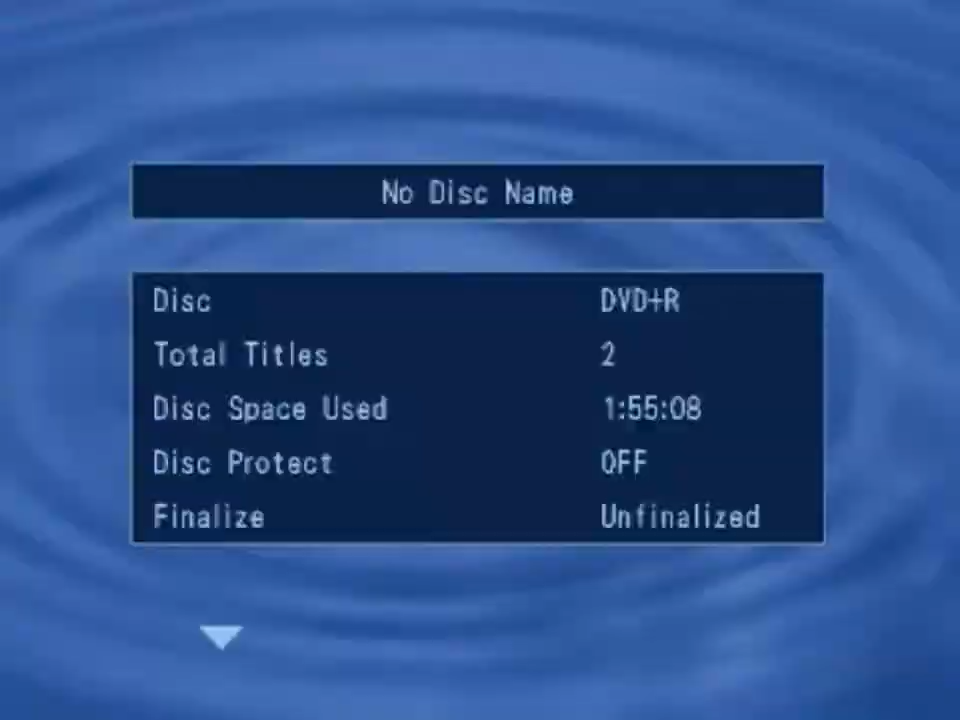 No Disc Name
Disc DVD+R
Total Titles 2
Disc Space Used 1:55:08
Disc Protect OFF
Finalize Unfinalized